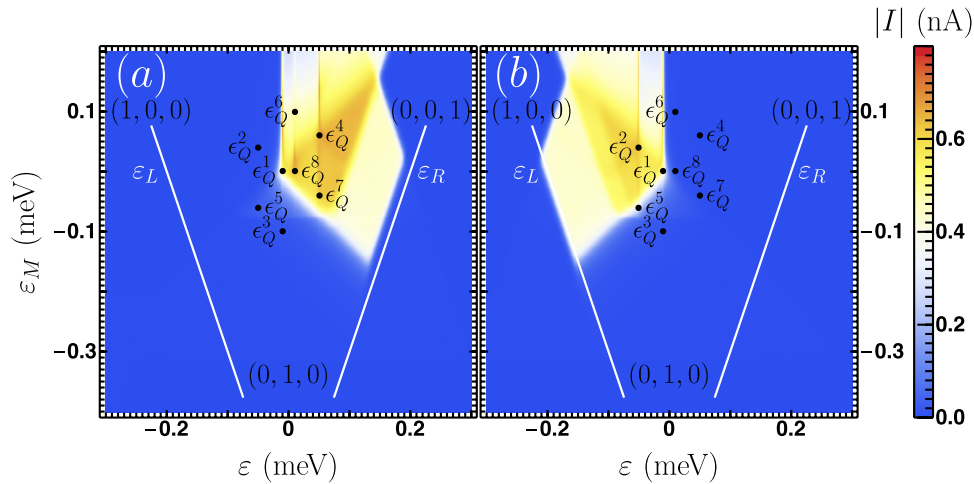 |I| (nA)
(a)
(b)
(1, 0, 0)
(0, 0, 1)
ε_L
ε_R
(0, 1, 0)
ϵ_Q^6
ϵ_Q^4
ϵ_Q^2
ϵ_Q^1
ϵ_Q^8
ϵ_Q^7
ϵ_Q^5
ϵ_Q^3
(1, 0, 0)
(0, 0, 1)
ε_L
ε_R
(0, 1, 0)
ϵ_Q^6
ϵ_Q^4
ϵ_Q^2
ϵ_Q^1
ϵ_Q^8
ϵ_Q^7
ϵ_Q^5
ϵ_Q^3
ε_M (meV)
0.1
−0.1
−0.3
0.1
−0.1
−0.3
0.6
0.4
0.2
0.0
−0.2
0
0.2
−0.2
0
0.2
ε (meV)
ε (meV)